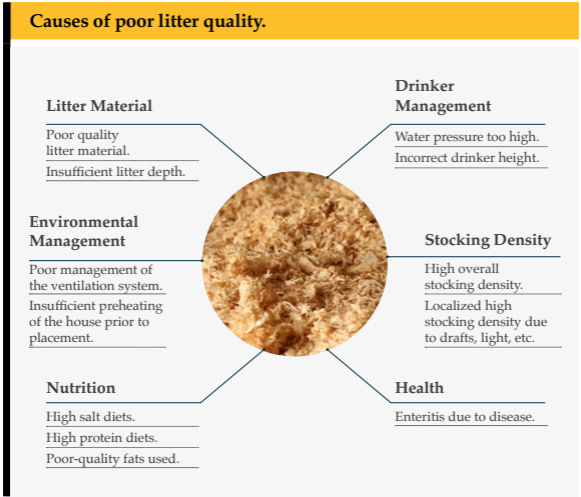 Causes of poor litter quality.
Litter Material
Poor quality
litter material.
Insufficient litter depth.
Drinker
Management
Water pressure too high.
Incorrect drinker height.
Environmental
Management
Poor management of
the ventilation system.
Insufficient preheating
of the house prior to
placement.
Stocking Density
High overall
stocking density.
Localized high
stocking density due
to drafts, light, etc.
Nutrition
High salt diets.
High protein diets.
Poor-quality fats used.
Health
Enteritis due to disease.